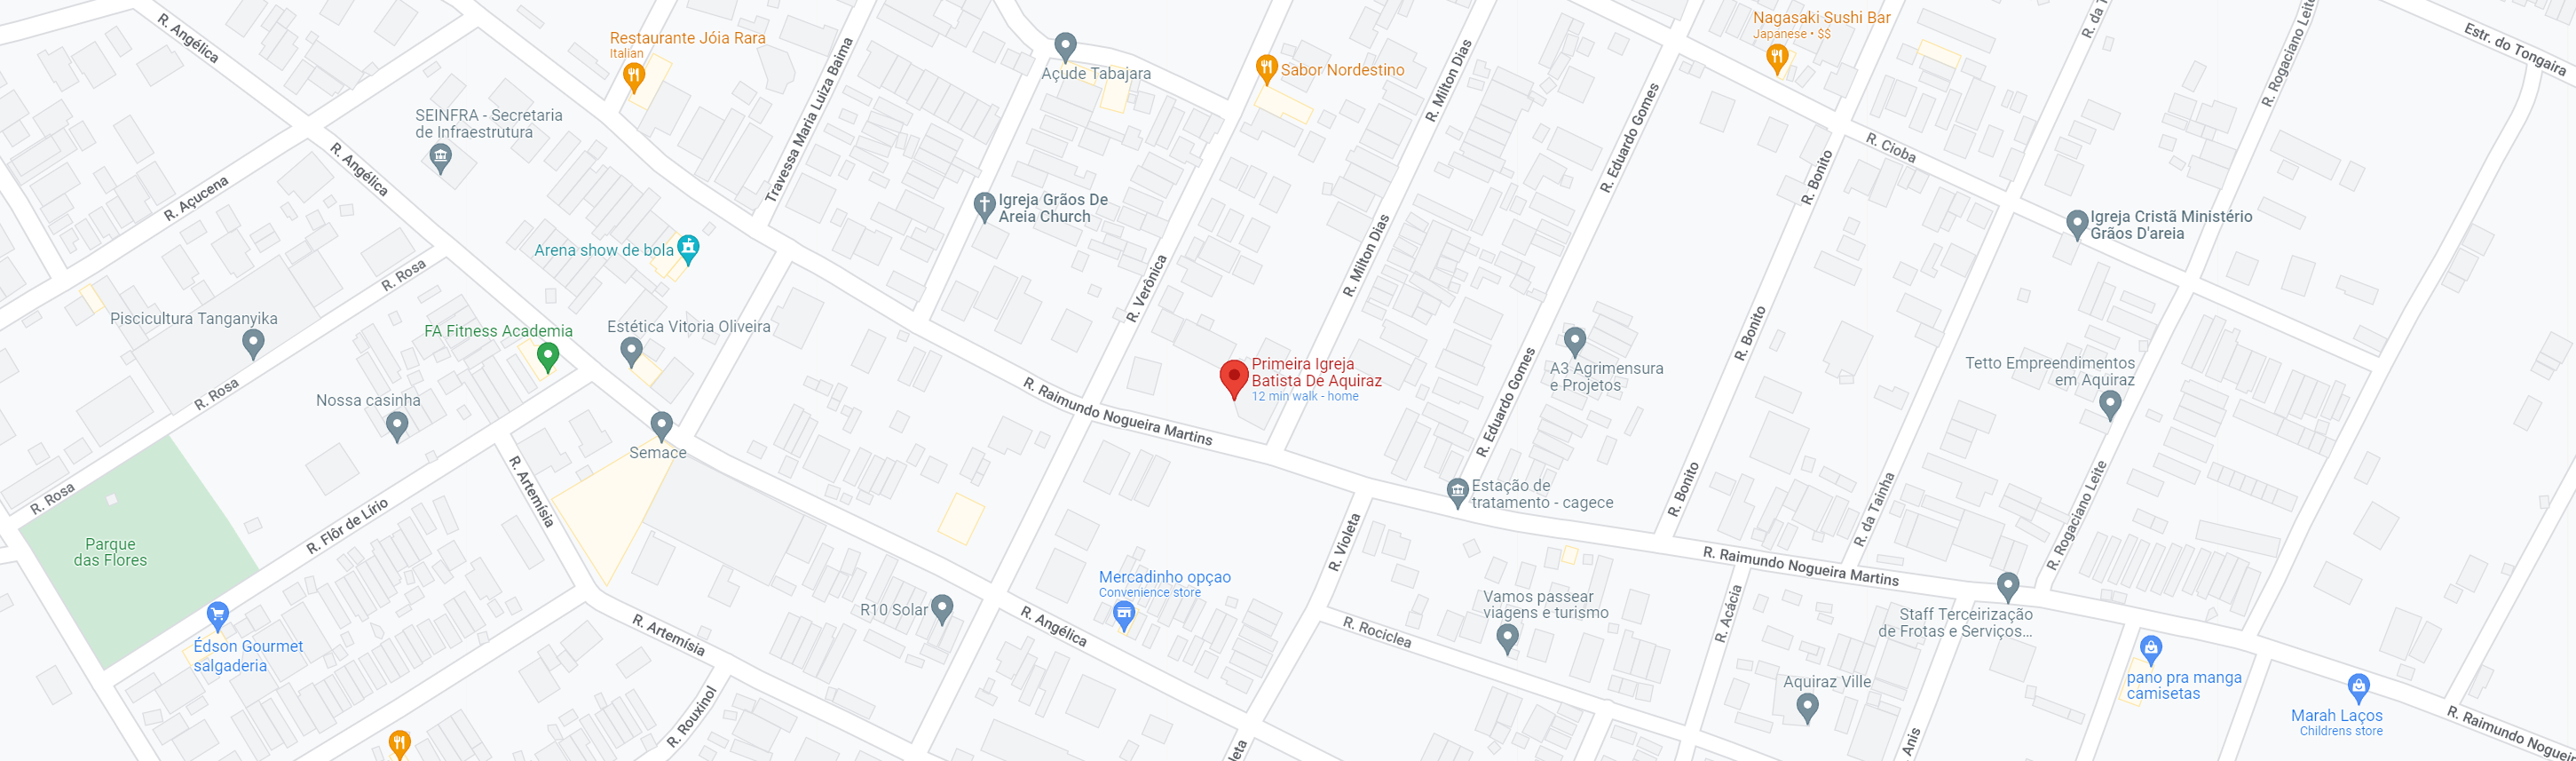 R. Angélica
Restaurante Jóia Rara
Italian
Travessa Maria Luiza Baima
Açude Tabajara
Sabor Nordestino
R. Milton Dias
R. Eduardo Gomes
Nagasaki Sushi Bar
Japanese • $$
R. da T
R. Rogaciano Leite
Estr. do Tongaira
SEINFRA - Secretaria
de Infraestrutura
R. Angélica
R. Açucena
R. Cioba
R. Bonito
Igreja Grãos De
Areia Church
Igreja Cristã Ministério
Grãos D'areia
Arena show de bola
R. Rosa
R. Verônica
R. Milton Dias
Piscicultura Tanganyika
FA Fitness Academia
Estética Vitoria Oliveira
R. Bonito
Primeira Igreja
Batista De Aquiraz
12 min walk - home
A3 Agrimensura
e Projetos
Tetto Empreendimentos
em Aquiraz
R. Rosa
Nossa casinha
R. Raimundo Nogueira Martins
R. Eduardo Gomes
Semace
R. Rosa
R. Artemísia
R. Flôr de Lírio
Estação de
tratamento - cagece
R. Bonito
R. da Tainha
R. Rogaciano Leite
Parque
das Flores
R. Violeta
R. Raimundo Nogueira Martins
Mercadinho opçao
Convenience store
R10 Solar
R. Angélica
Vamos passear
viagens e turismo
R. Acácia
Staff Terceirização
de Frotas e Serviços...
R. Artemísia
R. Rociclea
Édson Gourmet
salgaderia
Aquiraz Ville
pano pra manga
camisetas
R. Rouxinol
Marah Laços
Childrens store
R. Raimundo Nogueir
leta
Anis